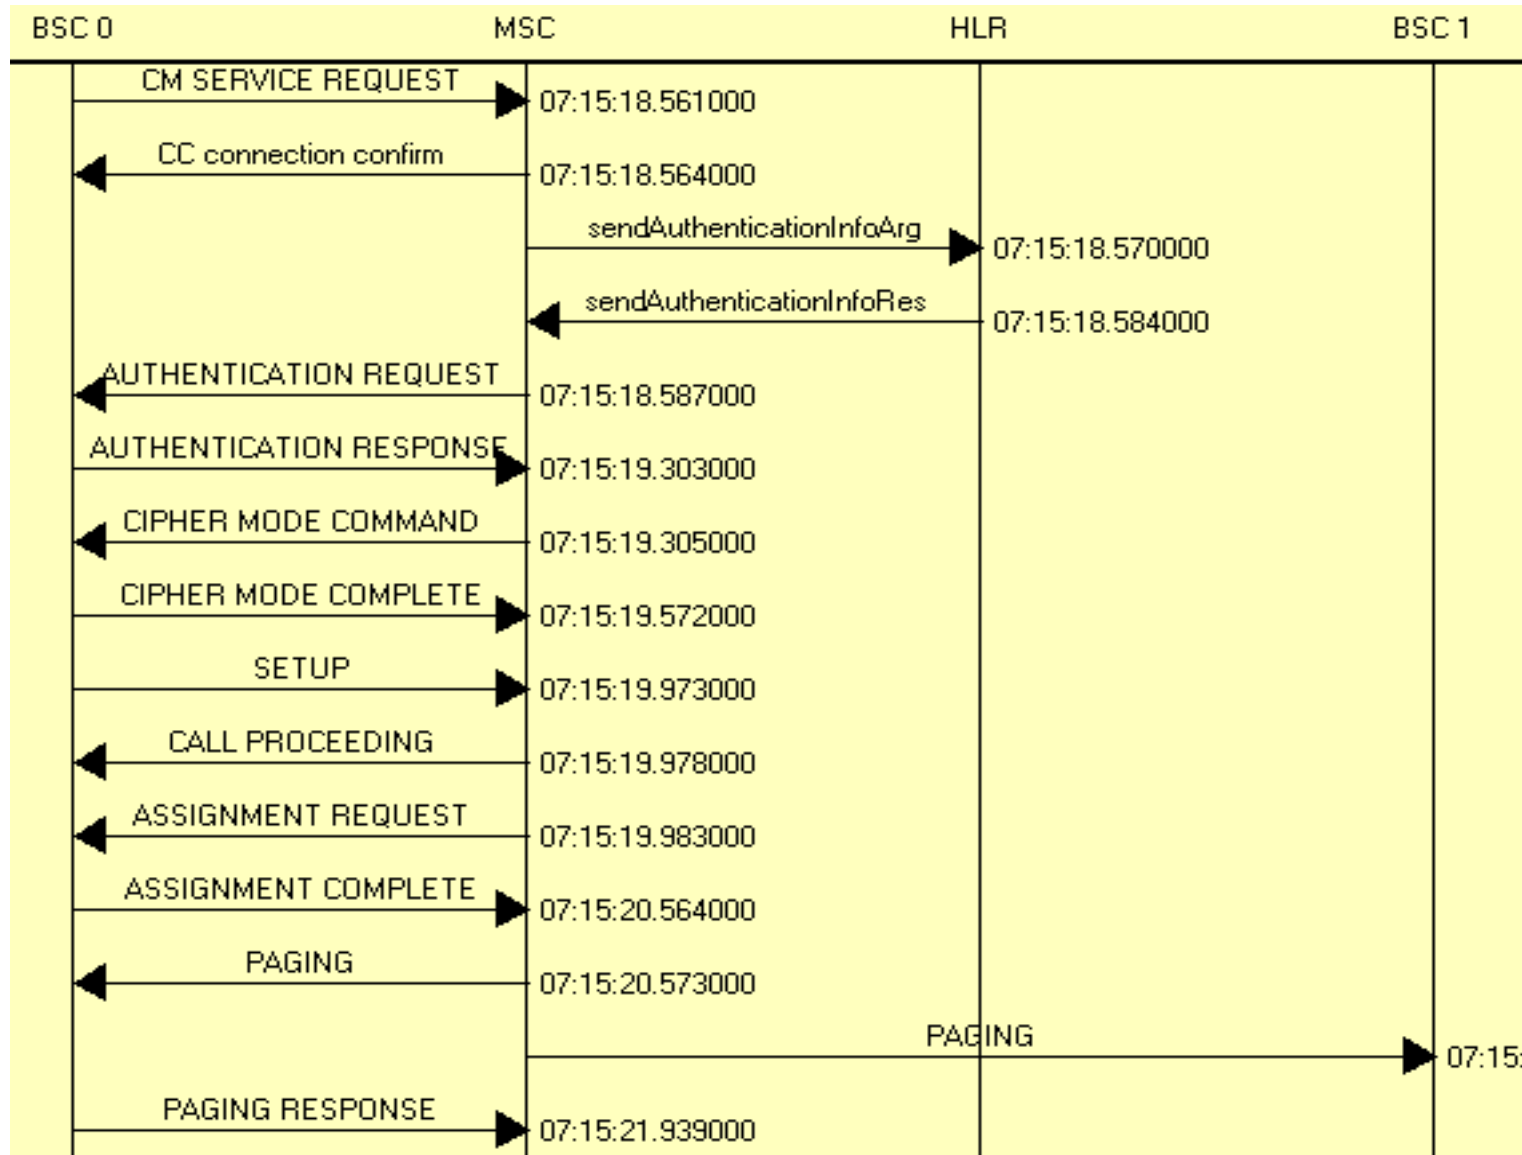 BSC 0 MSC HLR BSC 1
CM SERVICE REQUEST
07:15:18.561000
CC connection confirm
07:15:18.564000
sendAuthenticationInfoArg
07:15:18.570000
sendAuthenticationInfoRes
07:15:18.584000
AUTHENTICATION REQUEST
07:15:18.587000
AUTHENTICATION RESPONSE
07:15:19.303000
CIPHER MODE COMMAND
07:15:19.305000
CIPHER MODE COMPLETE
07:15:19.572000
SETUP
07:15:19.973000
CALL PROCEEDING
07:15:19.978000
ASSIGNMENT REQUEST
07:15:19.983000
ASSIGNMENT COMPLETE
07:15:20.564000
PAGING
07:15:20.573000
PAGING
07:15:
PAGING RESPONSE
07:15:21.939000